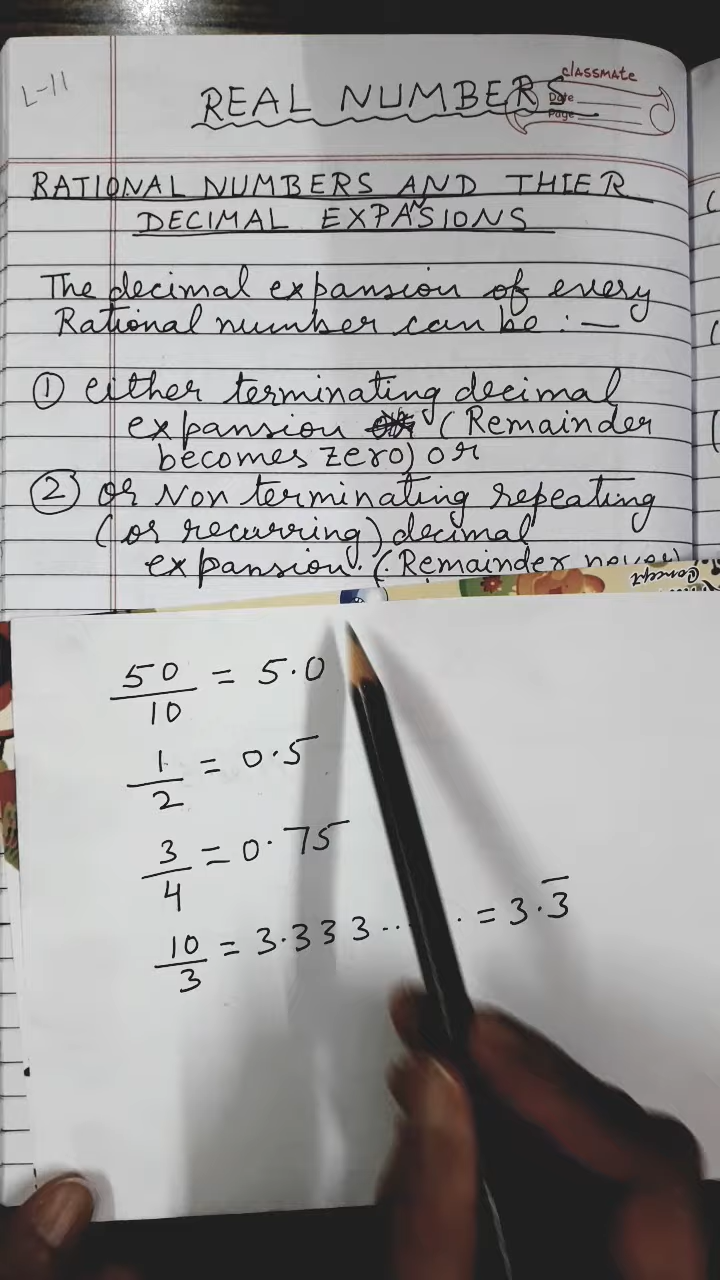 L-11
classmate
Date
Page
REAL NUMBERS
RATIONAL NUMBERS AND THIER
DECIMAL EXPANSIONS
The decimal expansion of every
Rational number can be : —
① either terminating decimal
expansion (Remainder
becomes zero) or
② or Non terminating repeating
(or recurring) decimal
expansion. (Remainder never)
Concept
50/10 = 5.0
1/2 = 0.5
3/4 = 0.75
10/3 = 3.333..... = 3.3̅